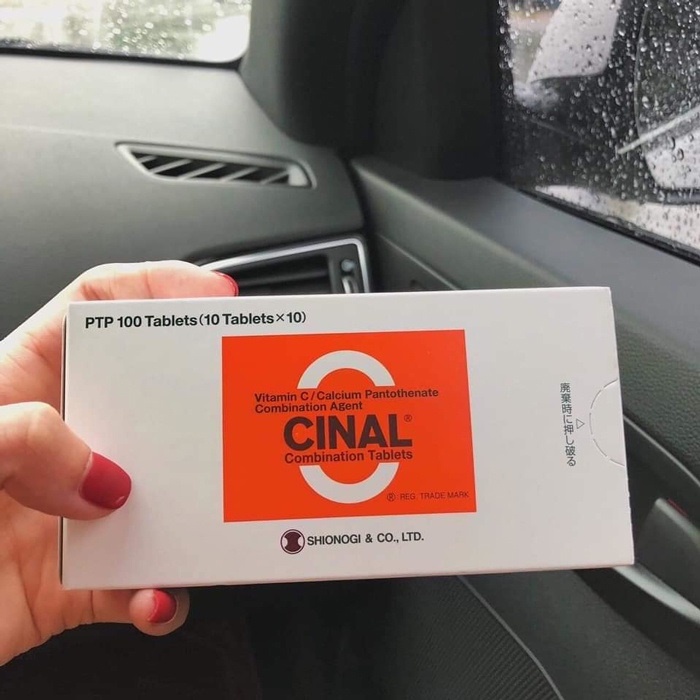 PTP 100 Tablets(10 Tablets×10)
Vitamin C/Calcium Pantothenate
Combination Agent
CINAL®
Combination Tablets
® : REG. TRADE MARK
SHIONOGI & CO., LTD.
廃棄時に押し破る